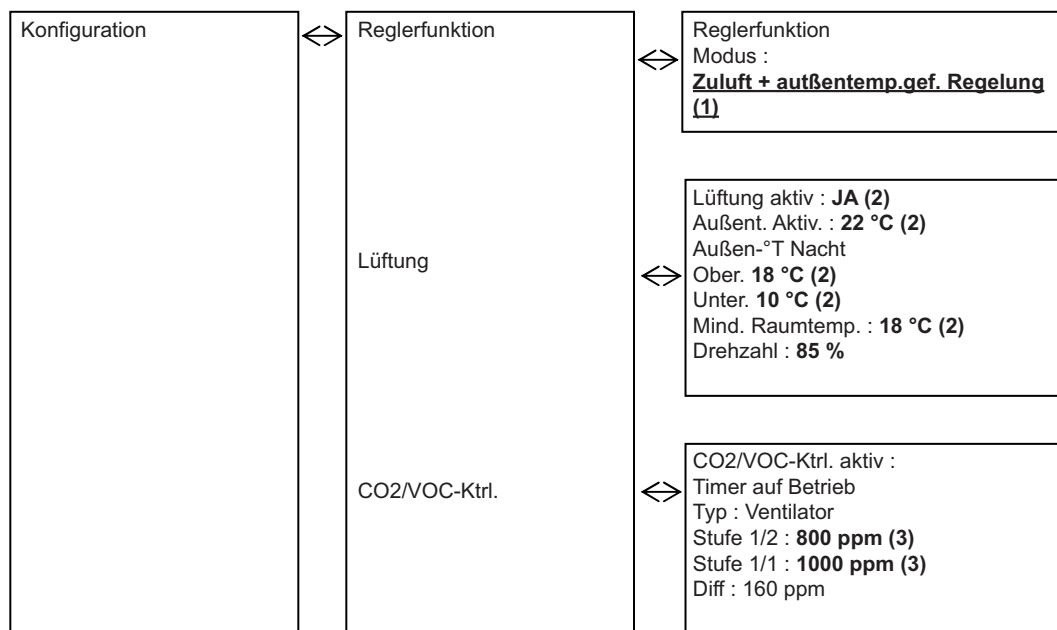 Konfiguration
Reglerfunktion
Reglerfunktion
Modus :
Zuluft + autßentemp.gef. Regelung
(1)
Lüftung
Lüftung aktiv : JA (2)
Außent. Aktiv. : 22 °C (2)
Außen-°T Nacht
Ober. 18 °C (2)
Unter. 10 °C (2)
Mind. Raumtemp. : 18 °C (2)
Drehzahl : 85 %
CO2/VOC-Ktrl.
CO2/VOC-Ktrl. aktiv :
Timer auf Betrieb
Typ : Ventilator
Stufe 1/2 : 800 ppm (3)
Stufe 1/1 : 1000 ppm (3)
Diff : 160 ppm